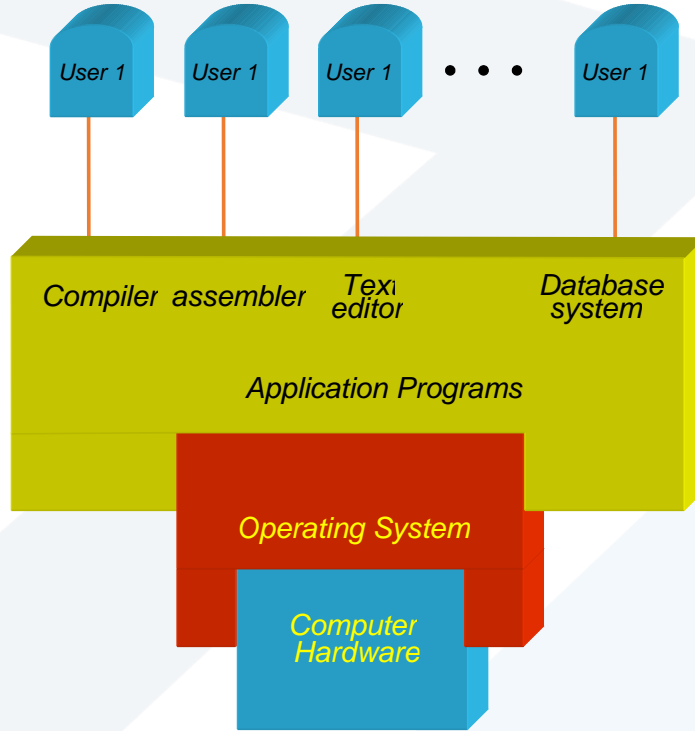 User 1
User 1
User 1
• • •
User 1
Compiler
assembler
Text
editor
Database
system
Application Programs
Operating System
Computer
Hardware